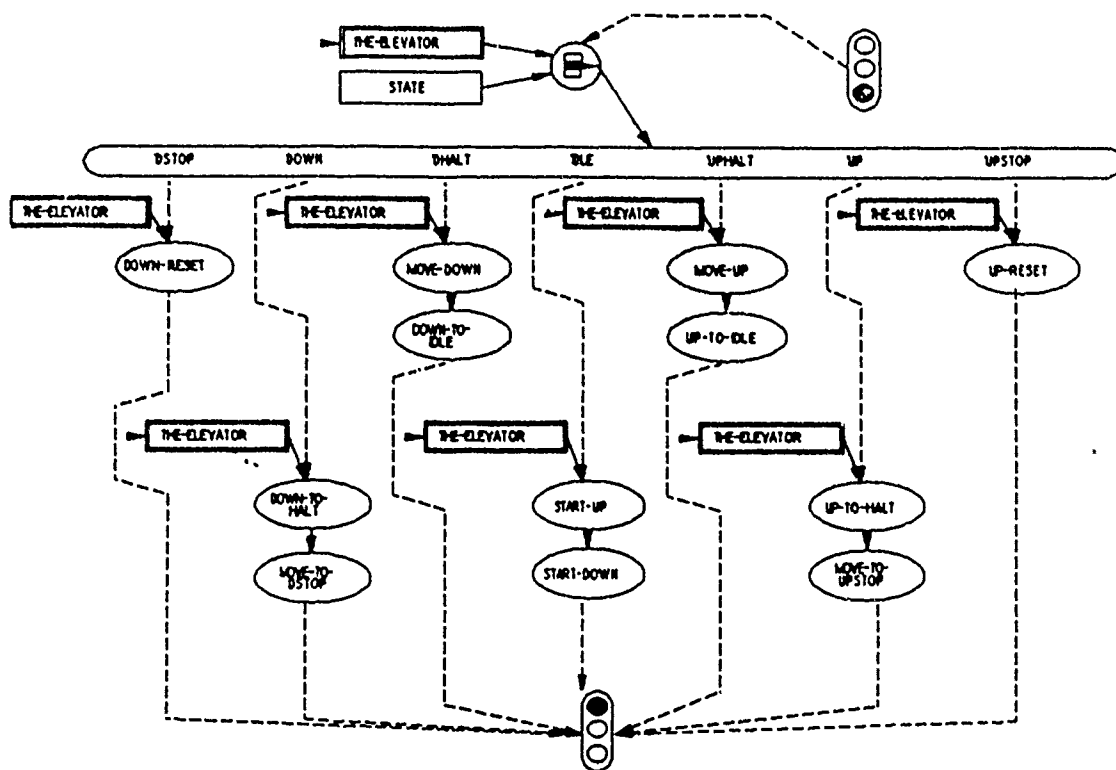 THE-ELEVATOR
STATE
DSTOP DOWN DHALT IDLE UPHALT UP UPSTOP
THE-ELEVATOR THE-ELEVATOR THE-ELEVATOR THE-ELEVATOR
DOWN-RESET MOVE-DOWN MOVE-UP UP-RESET
DOWN-TO-
IDLE
UP-TO-IDLE
THE-ELEVATOR THE-ELEVATOR THE-ELEVATOR
DOWN-TO-
HALT
START-UP UP-TO-HALT
MOVE-TO-
DSTOP
START-DOWN
MOVE-TO-
UPSTOP